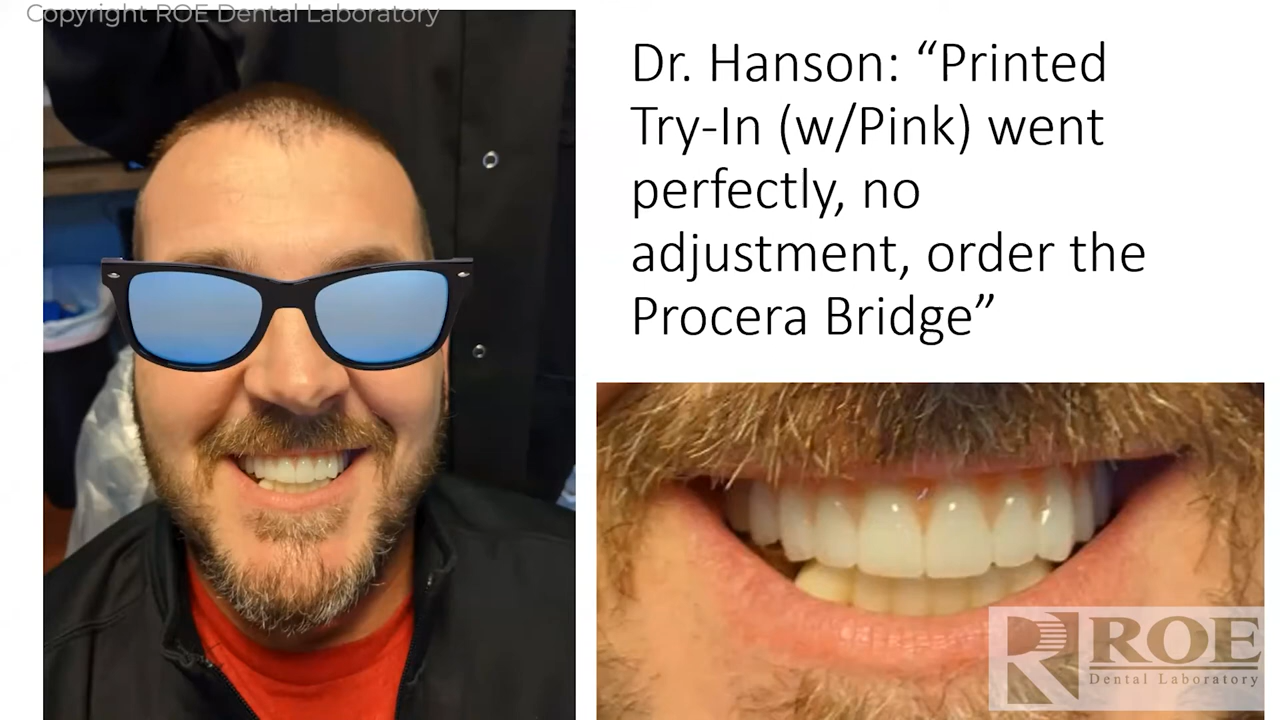 Copyright ROE Dental Laboratory
Dr. Hanson: “Printed
Try-In (w/Pink) went
perfectly, no
adjustment, order the
Procera Bridge”
ROE
Dental Laboratory